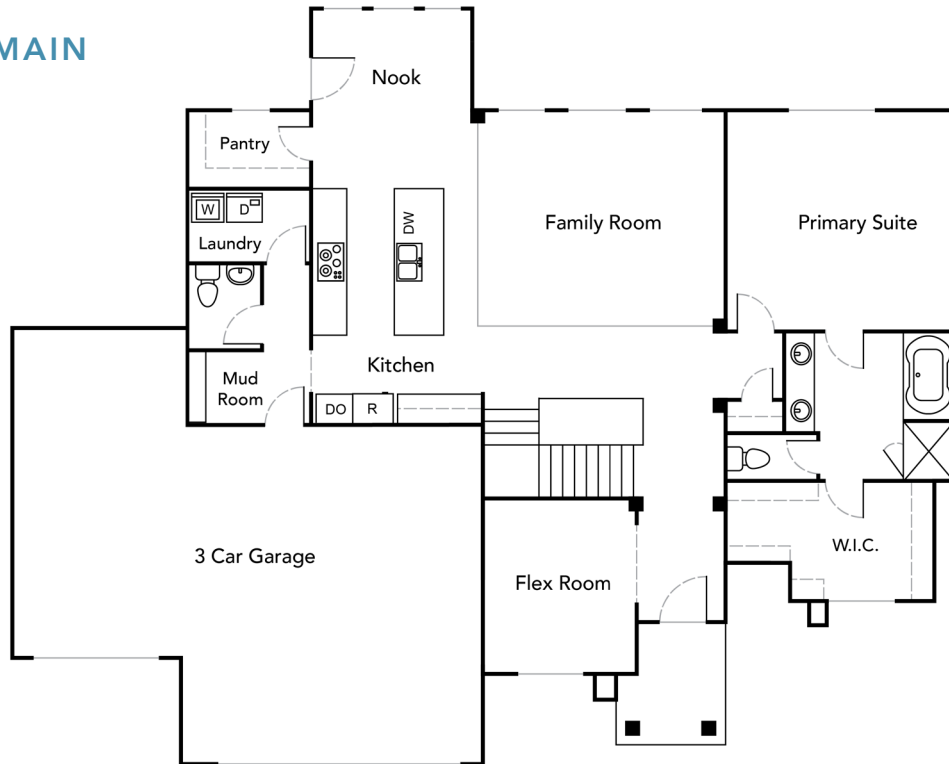 MAIN
Nook
Pantry
W
D
Laundry
DW
Family Room
Primary Suite
Kitchen
Mud
Room
DO
R
3 Car Garage
Flex Room
W.I.C.